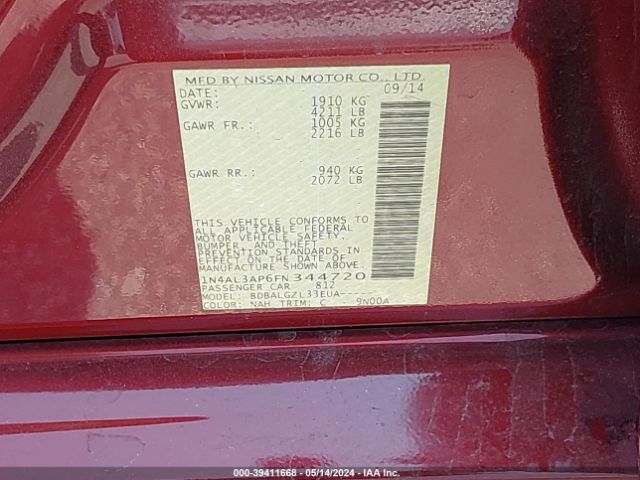 MFD BY NISSAN MOTOR CO., LTD.
DATE: 09/14
GVWR: 1910 KG
4211 LB
GAWR FR.: 1005 KG
2216 LB
GAWR RR.: 940 KG
2072 LB
THIS VEHICLE CONFORMS TO
ALL APPLICABLE FEDERAL
MOTOR VEHICLE SAFETY,
BUMPER, AND THEFT
PREVENTION STANDARDS
IN EFFECT ON THE DATE OF
MANUFACTURE SHOWN ABOVE.
1N4AL3AP6FN344720
PASSENGER CAR 812
MODEL: BDBALGZL33EUA-----
COLOR: NAH TRIM: C 9N00A
000-39411668 - 05/14/2024 - IAA Inc.